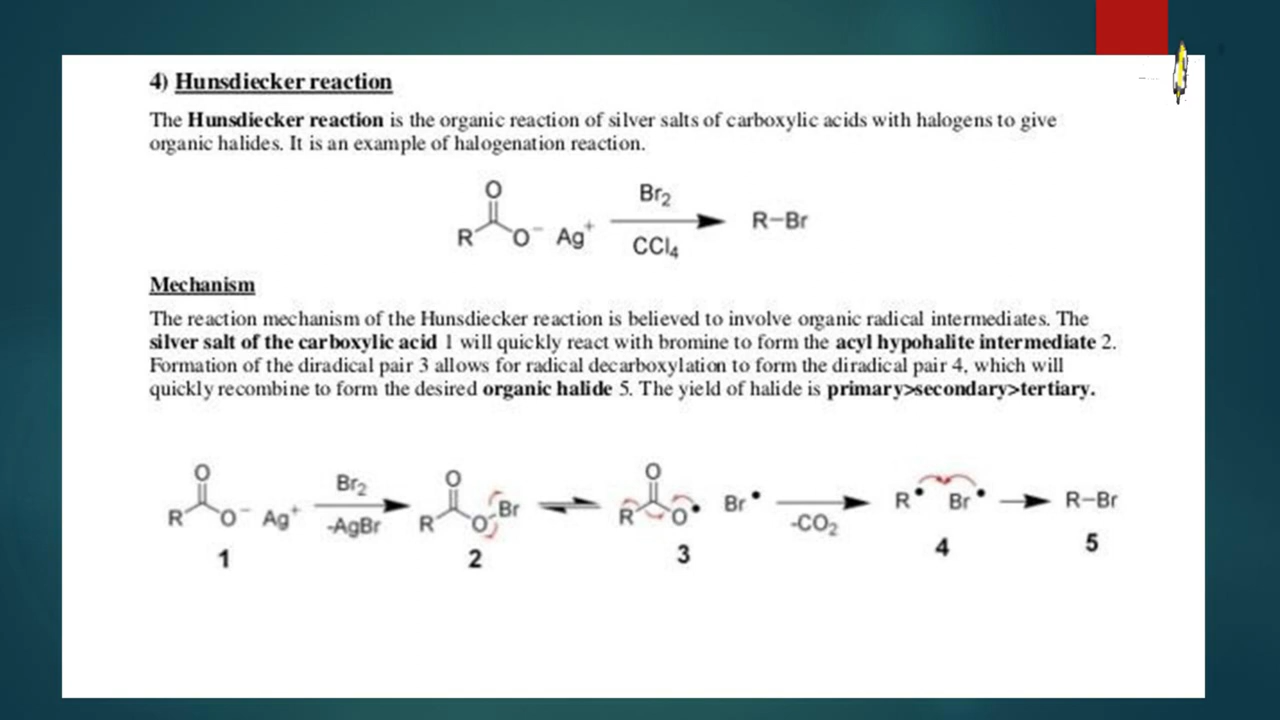 4) Hunsdiecker reaction
The Hunsdiecker reaction is the organic reaction of silver salts of carboxylic acids with halogens to give
organic halides. It is an example of halogenation reaction.
O
R O⁻ Ag⁺ Br₂ CCl₄ R−Br
Mechanism
The reaction mechanism of the Hunsdiecker reaction is believed to involve organic radical intermediates. The
silver salt of the carboxylic acid 1 will quickly react with bromine to form the acyl hypohalite intermediate 2.
Formation of the diradical pair 3 allows for radical decarboxylation to form the diradical pair 4, which will
quickly recombine to form the desired organic halide 5. The yield of halide is primary>secondary>tertiary.
O O O
R O⁻ Ag⁺ Br₂ -AgBr R O-Br R O• Br• -CO₂ R• Br• R−Br
1 2 3 4 5